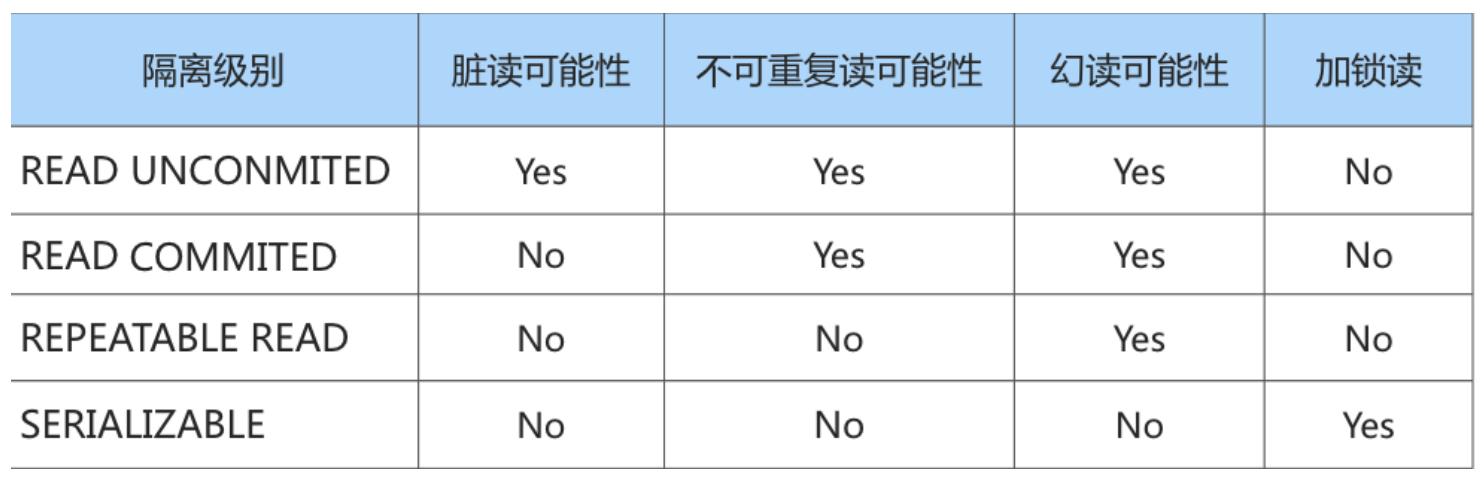 隔离级别 脏读可能性 不可重复读可能性 幻读可能性 加锁读
READ UNCONMITED Yes Yes Yes No
READ COMMITED No Yes Yes No
REPEATABLE READ No No Yes No
SERIALIZABLE No No No Yes